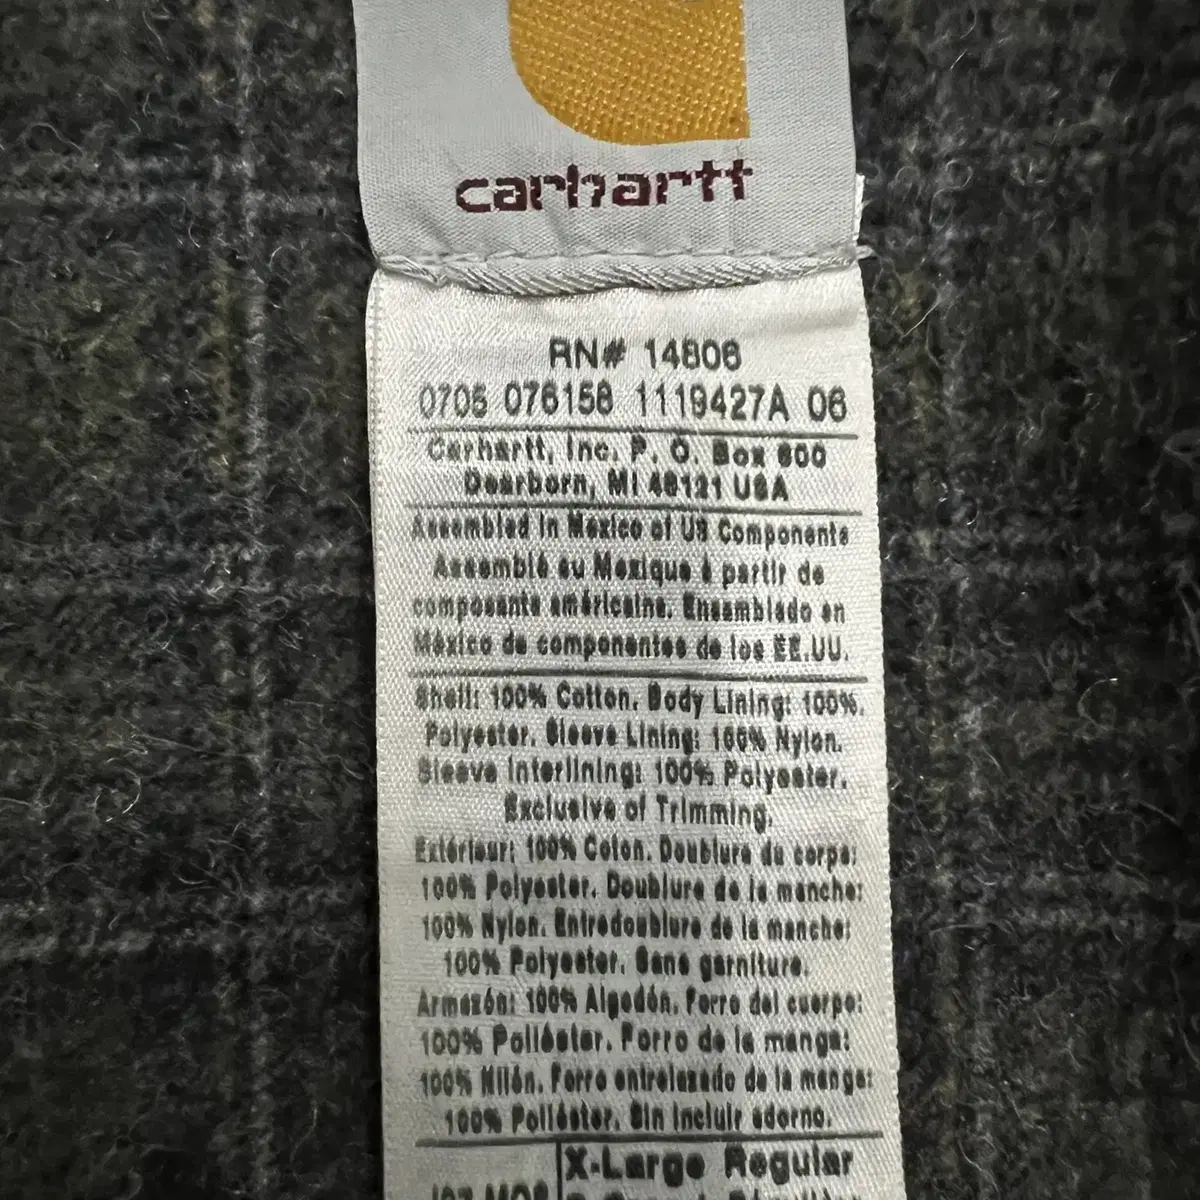 carhartt
RN# 14806
0705 076158 1119427A 06
Carhartt, Inc. P. O. Box 600
Dearborn, MI 48121 USA
Assembled in Mexico of US Components
Assemblé au Mexique à partir de
composants américains. Ensamblado en
México de componentes de los EE.UU.
Shell: 100% Cotton. Body Lining: 100%.
Polyester. Sleeve Lining: 100% Nylon.
Sleeve Interlining: 100% Polyester.
Exclusive of Trimming.
Extérieur: 100% Coton. Doublure du corps:
100% Polyester. Doublure de la manche:
100% Nylon. Entredoublure de la manche:
100% Polyester. Sans garniture.
Armazón: 100% Algodón. Forro del cuerpo:
100% Poliéster. Forro de la manga:
100% Nilón. Forro entrelazado de la manga:
100% Poliéster. Sin incluir adorno.
X-Large Regular